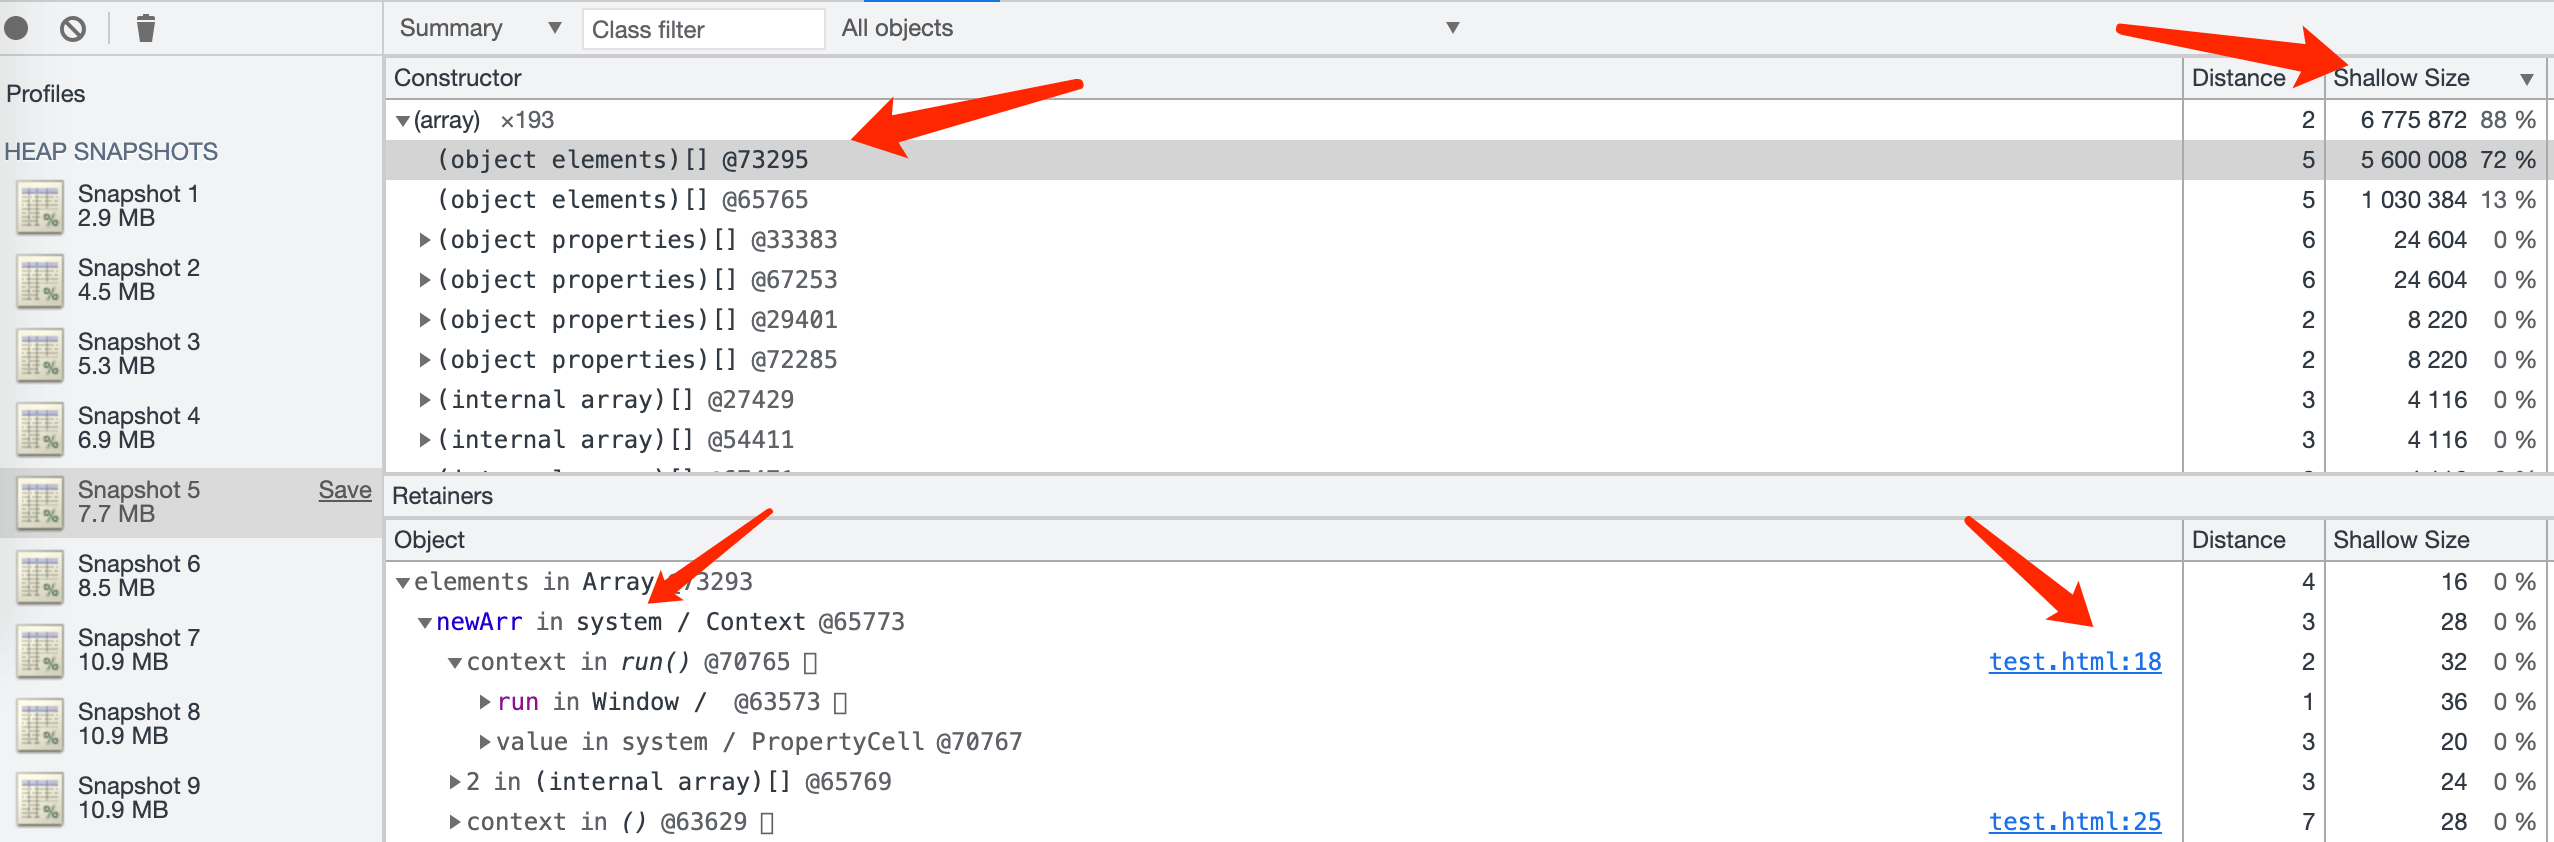 Summary ▼ Class filter All objects ▼
Profiles
HEAP SNAPSHOTS
Snapshot 1
2.9 MB
Snapshot 2
4.5 MB
Snapshot 3
5.3 MB
Snapshot 4
6.9 MB
Snapshot 5 Save
7.7 MB
Snapshot 6
8.5 MB
Snapshot 7
10.9 MB
Snapshot 8
10.9 MB
Snapshot 9
10.9 MB
Constructor Distance Shallow Size ▼
▼(array) ×193 2 6 775 872 88 %
(object elements)[] @73295 5 5 600 008 72 %
(object elements)[] @65765 5 1 030 384 13 %
▶(object properties)[] @33383 6 24 604 0 %
▶(object properties)[] @67253 6 24 604 0 %
▶(object properties)[] @29401 2 8 220 0 %
▶(object properties)[] @72285 2 8 220 0 %
▶(internal array)[] @27429 3 4 116 0 %
▶(internal array)[] @54411 3 4 116 0 %
Retainers
Object Distance Shallow Size
▼elements in Array @73293 4 16 0 %
▼newArr in system / Context @65773 3 28 0 %
▼context in run() @70765 test.html:18 2 32 0 %
▶run in Window / @63573 1 36 0 %
▶value in system / PropertyCell @70767 3 20 0 %
▶2 in (internal array)[] @65769 3 24 0 %
▶context in () @63629 test.html:25 7 28 0 %